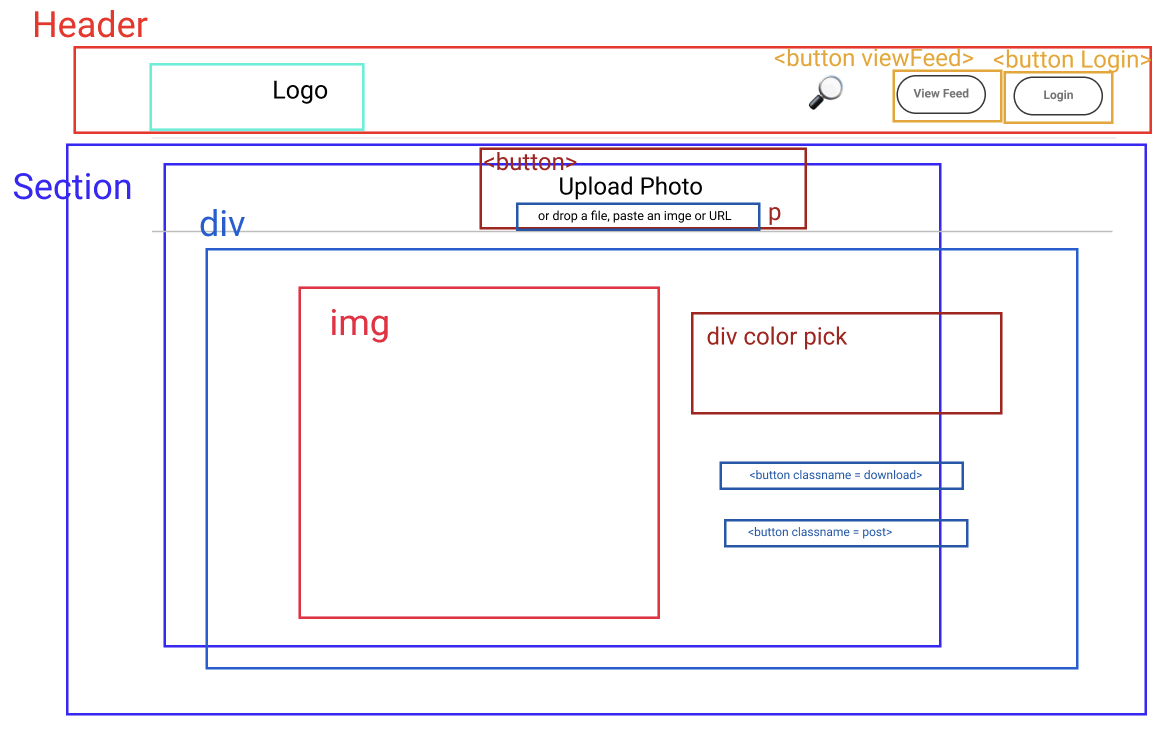 Header
<button viewFeed> <button Login>
Logo
View Feed
Login
<button>
Section
Upload Photo
or drop a file, paste an imge or URL
p
div
img
div color pick
<button classname = download>
<button classname = post>